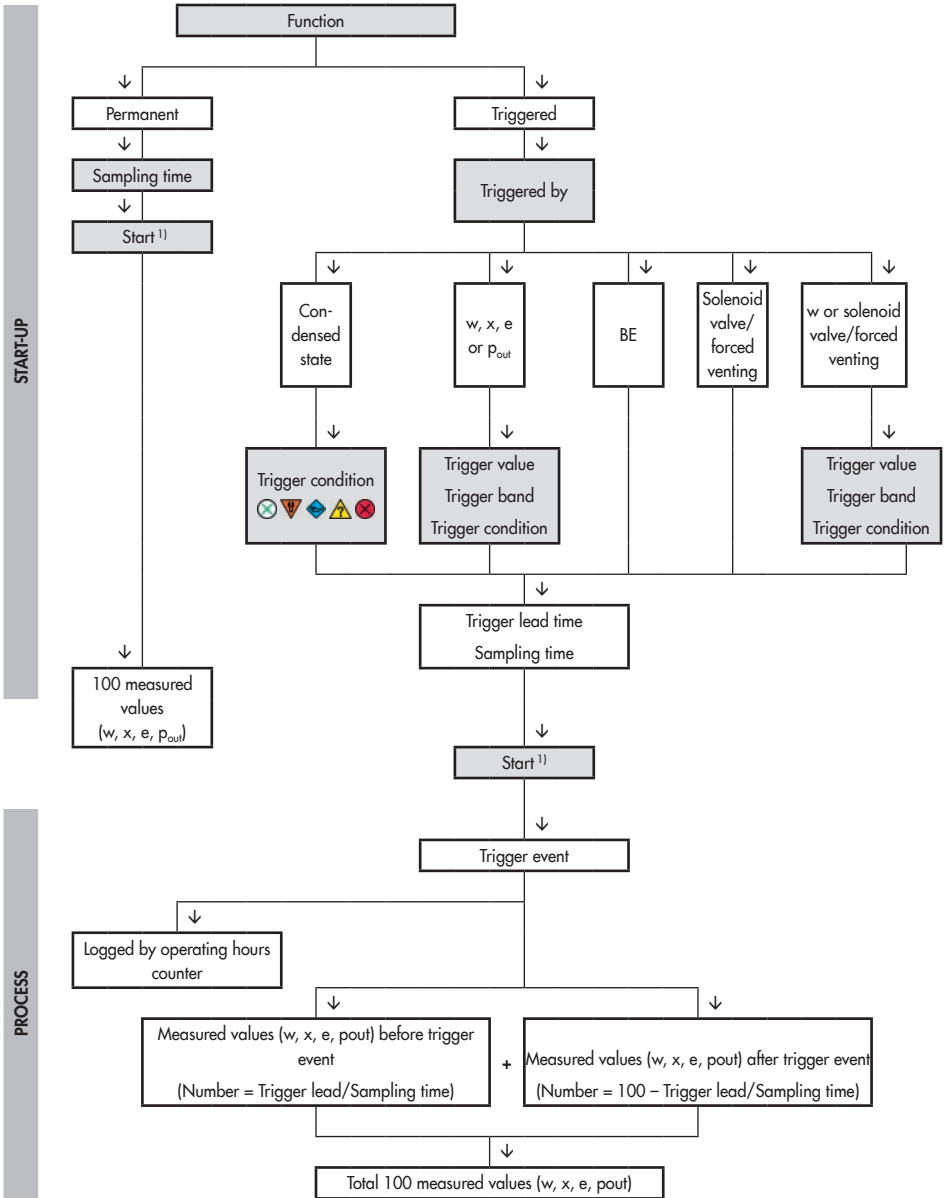 START-UP
Function
Permanent
Triggered
Sampling time
Triggered by
Start 1)
Con-
densed
state
w, x, e
or pout
BE
Solenoid
valve/
forced
venting
w or solenoid
valve/forced
venting
Trigger condition
Trigger value
Trigger band
Trigger condition
Trigger value
Trigger band
Trigger condition
Trigger lead time
Sampling time
100 measured
values
(w, x, e, pout)
Start 1)
PROCESS
Trigger event
Logged by operating hours
counter
Measured values (w, x, e, pout) before trigger
event
(Number = Trigger lead/Sampling time)
+
Measured values (w, x, e, pout) after trigger event
(Number = 100 – Trigger lead/Sampling time)
Total 100 measured values (w, x, e, pout)